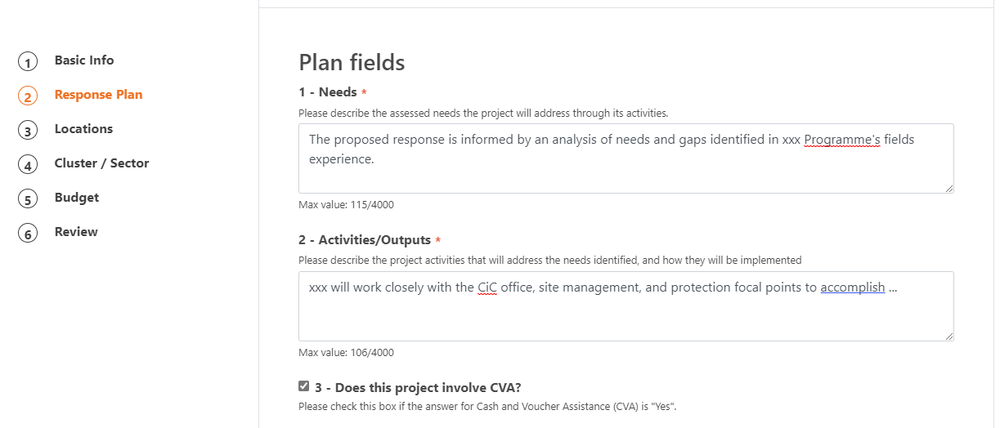 1 Basic Info
2 Response Plan
3 Locations
4 Cluster / Sector
5 Budget
6 Review
Plan fields
1 - Needs *
Please describe the assessed needs the project will address through its activities.
The proposed response is informed by an analysis of needs and gaps identified in xxx Programme's fields
experience.
Max value: 115/4000
2 - Activities/Outputs *
Please describe the project activities that will address the needs identified, and how they will be implemented
xxx will work closely with the CiC office, site management, and protection focal points to accomplish ...
Max value: 106/4000
3 - Does this project involve CVA?
Please check this box if the answer for Cash and Voucher Assistance (CVA) is "Yes".